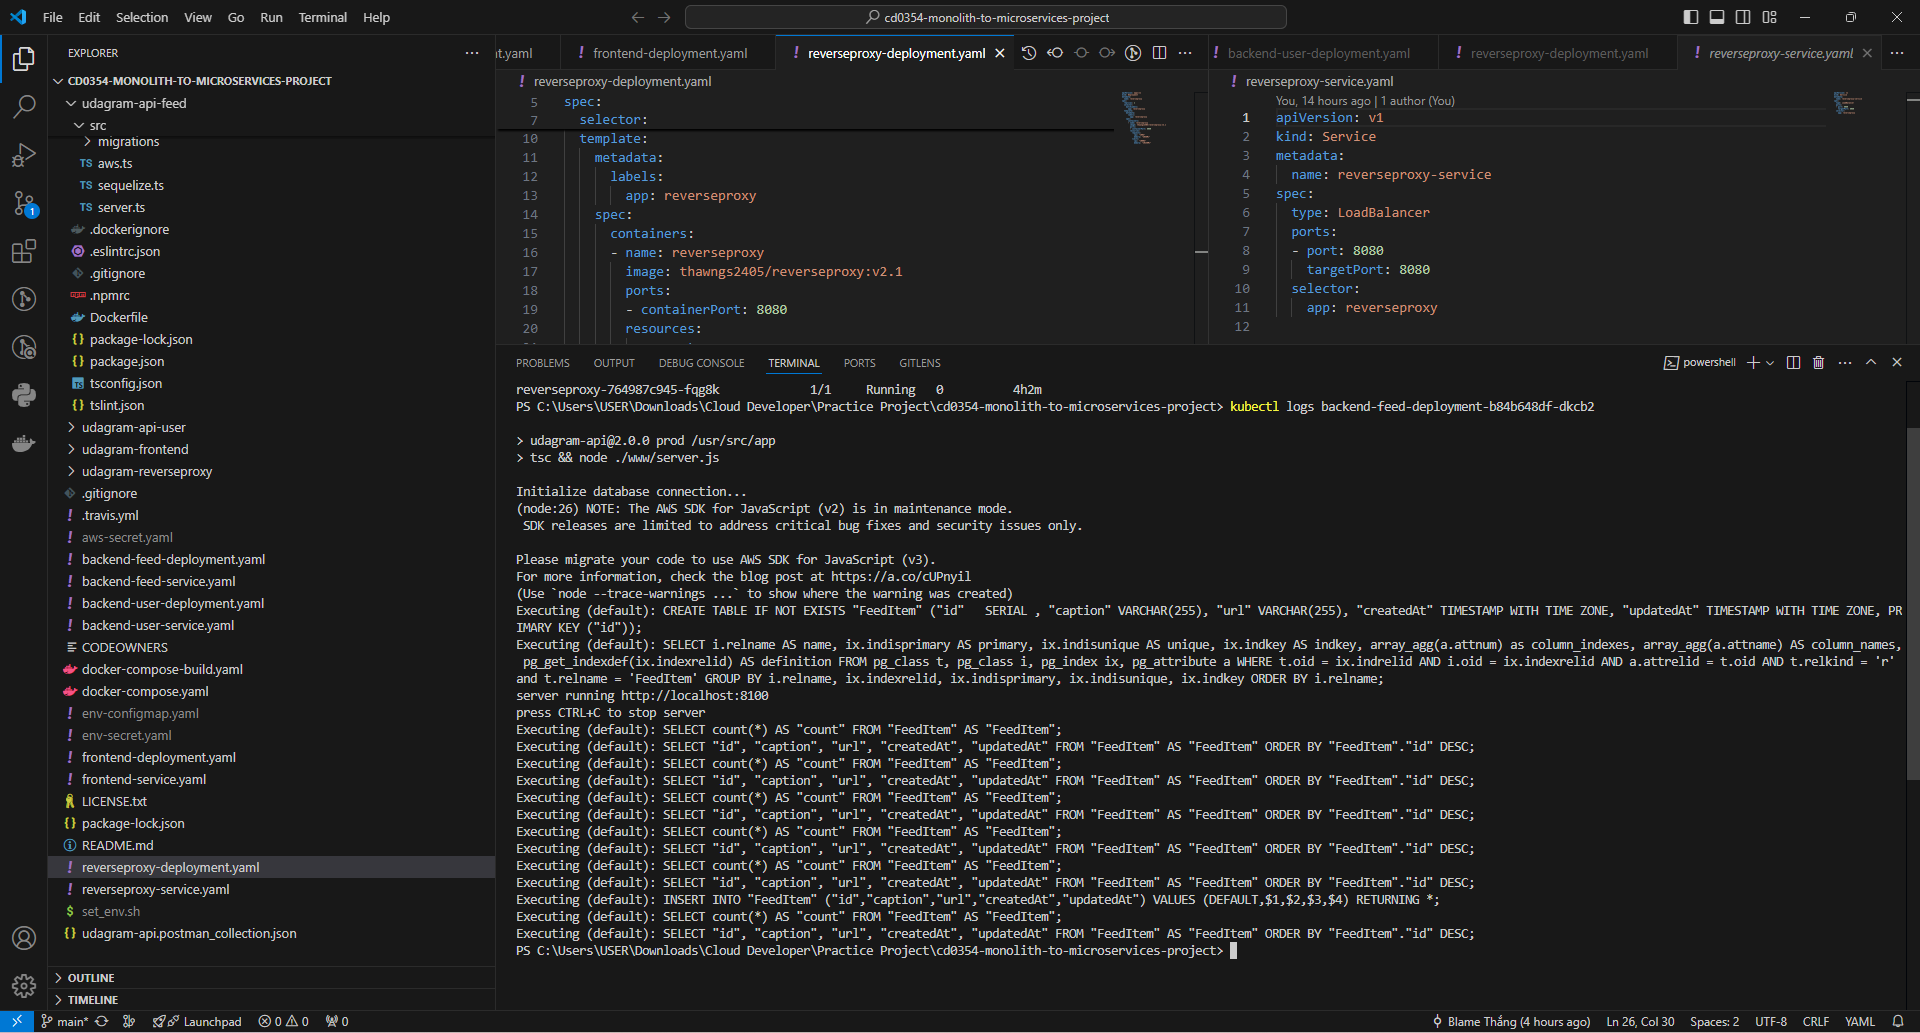 File Edit Selection View Go Run Terminal Help
cd0354-monolith-to-microservices-project
EXPLORER
CD0354-MONOLITH-TO-MICROSERVICES-PROJECT
udagram-api-feed
src
migrations
TS aws.ts
TS sequelize.ts
TS server.ts
.dockerignore
.eslintrc.json
.gitignore
.npmrc
Dockerfile
{} package-lock.json
{} package.json
TS tsconfig.json
{} tslint.json
udagram-api-user
udagram-frontend
udagram-reverseproxy
.gitignore
! .travis.yml
! aws-secret.yaml
! backend-feed-deployment.yaml
! backend-feed-service.yaml
! backend-user-deployment.yaml
! backend-user-service.yaml
CODEOWNERS
docker-compose-build.yaml
docker-compose.yaml
! env-configmap.yaml
! env-secret.yaml
! frontend-deployment.yaml
! frontend-service.yaml
LICENSE.txt
{} package-lock.json
README.md
! reverseproxy-deployment.yaml
! reverseproxy-service.yaml
$ set_env.sh
{} udagram-api.postman_collection.json
OUTLINE
TIMELINE
nt.yaml ! frontend-deployment.yaml ! reverseproxy-deployment.yaml
! reverseproxy-deployment.yaml
5 spec:
7 selector:
10 template:
11 metadata:
12 labels:
13 app: reverseproxy
14 spec:
15 containers:
16 - name: reverseproxy
17 image: thawngs2405/reverseproxy:v2.1
18 ports:
19 - containerPort: 8080
20 resources:
! backend-user-deployment.yaml ! reverseproxy-deployment.yaml ! reverseproxy-service.yaml
! reverseproxy-service.yaml
You, 14 hours ago | 1 author (You)
1 apiVersion: v1
2 kind: Service
3 metadata:
4 name: reverseproxy-service
5 spec:
6 type: LoadBalancer
7 ports:
8 - port: 8080
9 targetPort: 8080
10 selector:
11 app: reverseproxy
12
PROBLEMS OUTPUT DEBUG CONSOLE TERMINAL PORTS GITLENS
powershell
reverseproxy-764987c945-fqg8k 1/1 Running 0 4h2m
PS C:\Users\USER\Downloads\Cloud Developer\Practice Project\cd0354-monolith-to-microservices-project> kubectl logs backend-feed-deployment-b84b648df-dkcb2
> udagram-api@2.0.0 prod /usr/src/app
> tsc && node ./www/server.js
Initialize database connection...
(node:26) NOTE: The AWS SDK for JavaScript (v2) is in maintenance mode.
SDK releases are limited to address critical bug fixes and security issues only.
Please migrate your code to use AWS SDK for JavaScript (v3).
For more information, check the blog post at https://a.co/cUPnyil
(Use `node --trace-warnings ...` to show where the warning was created)
Executing (default): CREATE TABLE IF NOT EXISTS "FeedItem" ("id"   SERIAL , "caption" VARCHAR(255), "url" VARCHAR(255), "createdAt" TIMESTAMP WITH TIME ZONE, "updatedAt" TIMESTAMP WITH TIME ZONE, PR
IMARY KEY ("id"));
Executing (default): SELECT i.relname AS name, ix.indisprimary AS primary, ix.indisunique AS unique, ix.indkey AS indkey, array_agg(a.attnum) as column_indexes, array_agg(a.attname) AS column_names,
pg_get_indexdef(ix.indexrelid) AS definition FROM pg_class t, pg_class i, pg_index ix, pg_attribute a WHERE t.oid = ix.indrelid AND i.oid = ix.indexrelid AND a.attrelid = t.oid AND t.relkind = 'r'
and t.relname = 'FeedItem' GROUP BY i.relname, ix.indexrelid, ix.indisprimary, ix.indisunique, ix.indkey ORDER BY i.relname;
server running http://localhost:8100
press CTRL+C to stop server
Executing (default): SELECT count(*) AS "count" FROM "FeedItem" AS "FeedItem";
Executing (default): SELECT "id", "caption", "url", "createdAt", "updatedAt" FROM "FeedItem" AS "FeedItem" ORDER BY "FeedItem"."id" DESC;
Executing (default): SELECT count(*) AS "count" FROM "FeedItem" AS "FeedItem";
Executing (default): SELECT "id", "caption", "url", "createdAt", "updatedAt" FROM "FeedItem" AS "FeedItem" ORDER BY "FeedItem"."id" DESC;
Executing (default): SELECT count(*) AS "count" FROM "FeedItem" AS "FeedItem";
Executing (default): SELECT "id", "caption", "url", "createdAt", "updatedAt" FROM "FeedItem" AS "FeedItem" ORDER BY "FeedItem"."id" DESC;
Executing (default): SELECT count(*) AS "count" FROM "FeedItem" AS "FeedItem";
Executing (default): SELECT "id", "caption", "url", "createdAt", "updatedAt" FROM "FeedItem" AS "FeedItem" ORDER BY "FeedItem"."id" DESC;
Executing (default): SELECT count(*) AS "count" FROM "FeedItem" AS "FeedItem";
Executing (default): SELECT "id", "caption", "url", "createdAt", "updatedAt" FROM "FeedItem" AS "FeedItem" ORDER BY "FeedItem"."id" DESC;
Executing (default): INSERT INTO "FeedItem" ("id","caption","url","createdAt","updatedAt") VALUES (DEFAULT,$1,$2,$3,$4) RETURNING *;
Executing (default): SELECT count(*) AS "count" FROM "FeedItem" AS "FeedItem";
Executing (default): SELECT "id", "caption", "url", "createdAt", "updatedAt" FROM "FeedItem" AS "FeedItem" ORDER BY "FeedItem"."id" DESC;
PS C:\Users\USER\Downloads\Cloud Developer\Practice Project\cd0354-monolith-to-microservices-project>
main* Launchpad 0 0 0 Blame Thắng (4 hours ago) Ln 26, Col 30 Spaces: 2 UTF-8 CRLF YAML